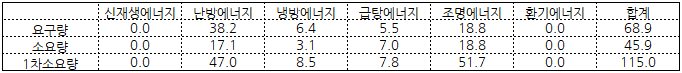 신재생에너지 난방에너지 냉방에너지 급탕에너지 조명에너지 환기에너지 합계
요구량 0.0 38.2 6.4 5.5 18.8 0.0 68.9
소요량 0.0 17.1 3.1 7.0 18.8 0.0 45.9
1차소요량 0.0 47.0 8.5 7.8 51.7 0.0 115.0